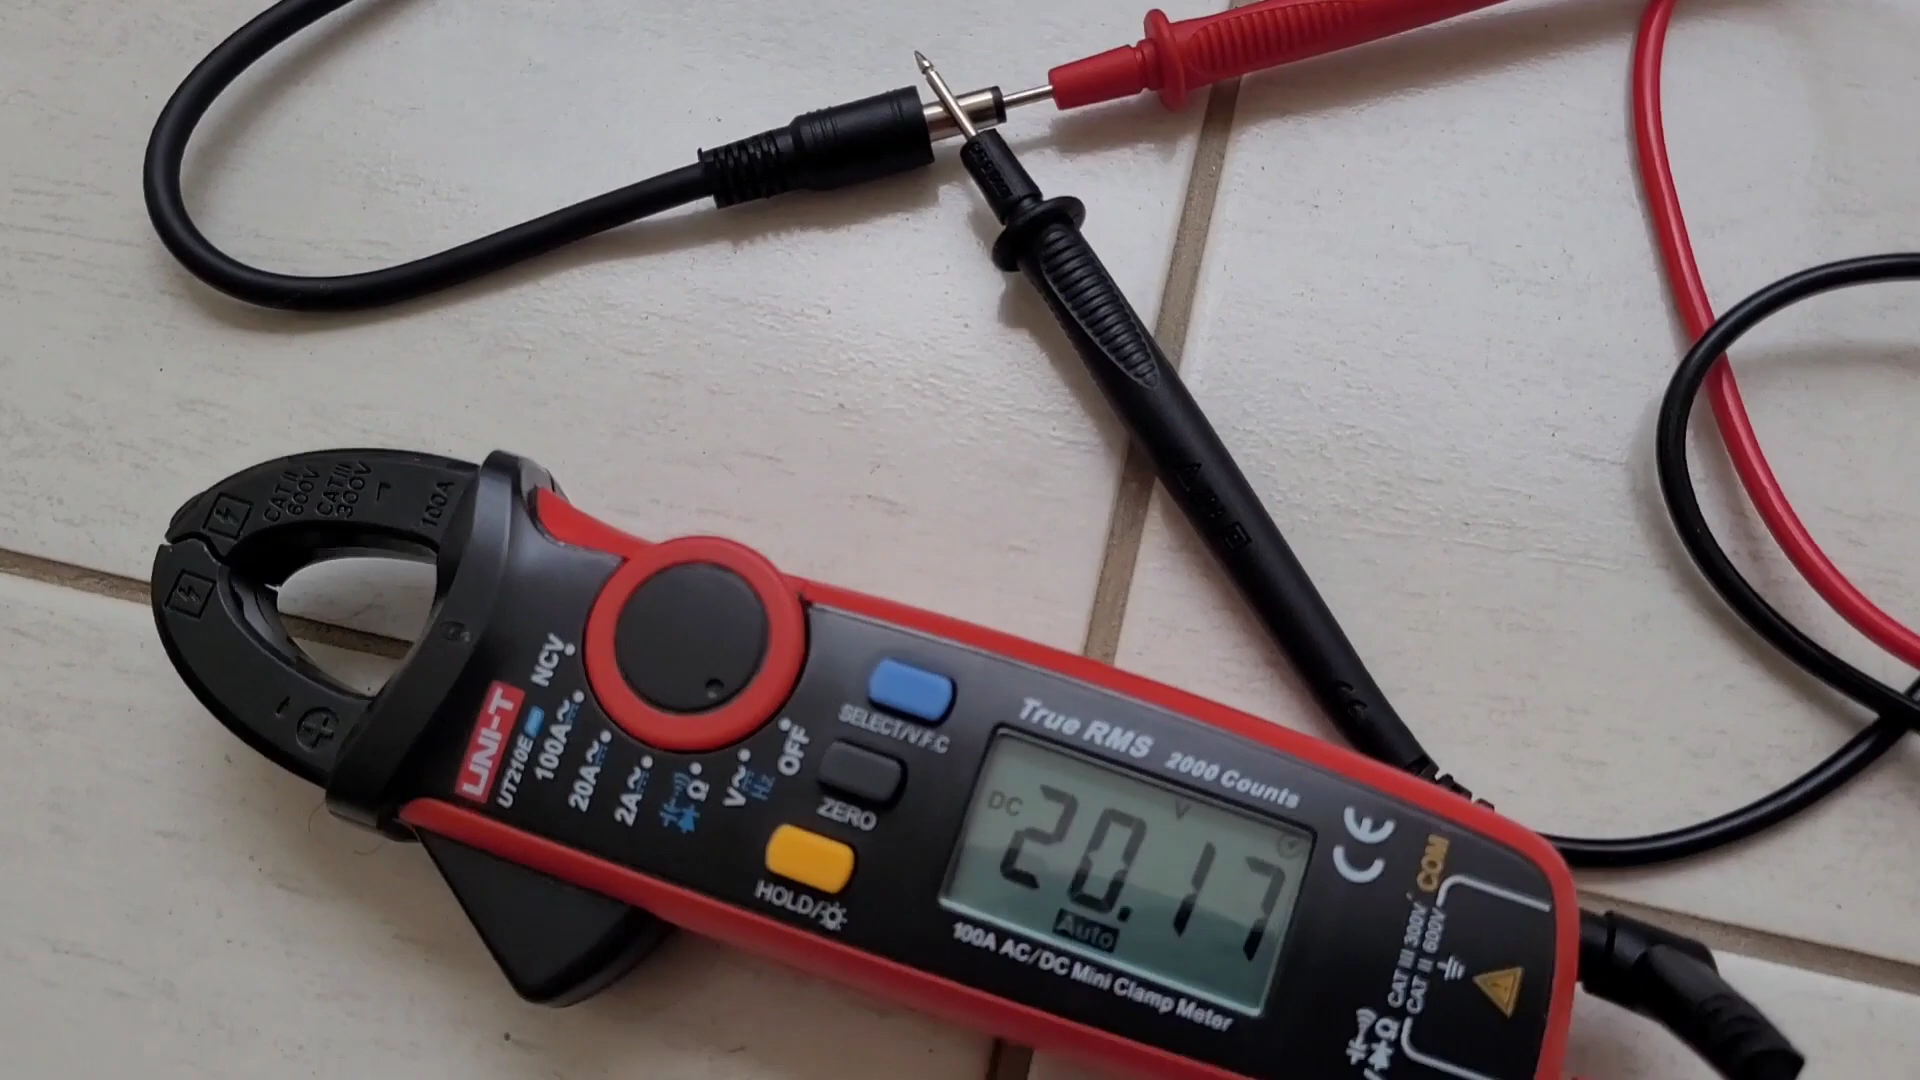 CAT II
600V
CAT III
300V
100A
NCV
UNI-T
UT210E
100A
20A
2A
Ω
V
Hz
OFF
SELECT/V.F.C
ZERO
HOLD/
True RMS
2000 Counts
DC
V
20.17
Auto
100A AC/DC Mini Clamp Meter
CE
COM
CAT III 300V
CAT II 600V
Ω